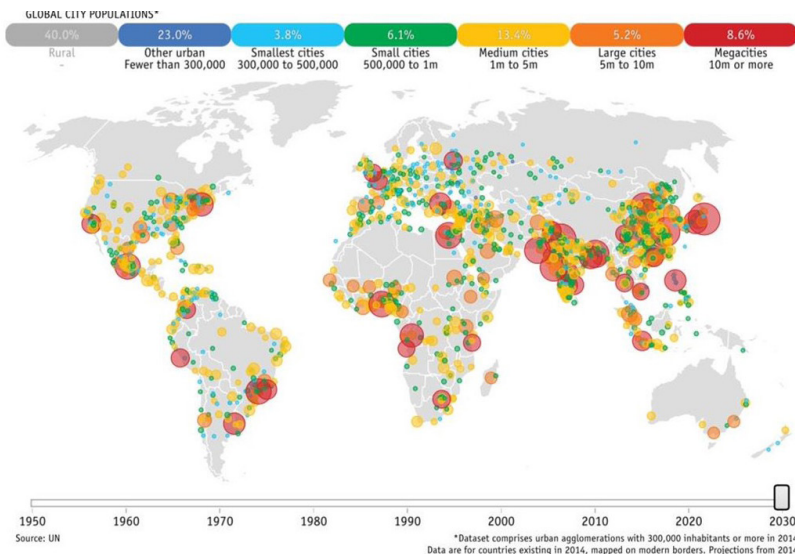 GLOBAL CITY POPULATIONS*
40.0% 23.0% 3.8% 6.1% 13.4% 5.2% 8.6%
Rural Other urban Smallest cities Small cities Medium cities Large cities Megacities
- Fewer than 300,000 300,000 to 500,000 500,000 to 1m 1m to 5m 5m to 10m 10m or more
1950 1960 1970 1980 1990 2000 2010 2020 2030
Source: UN *Dataset comprises urban agglomerations with 300,000 inhabitants or more in 2014
Data are for countries existing in 2014, mapped on modern borders. Projections from 2014